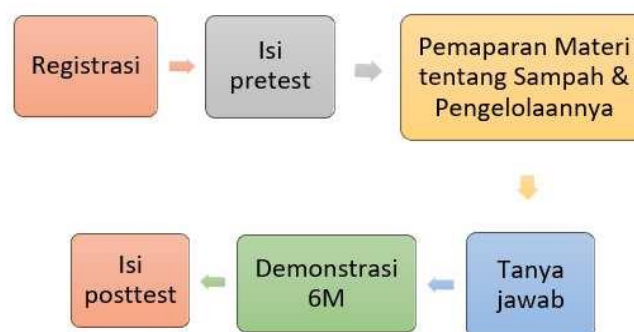 Registrasi
Isi
pretest
Pemaparan Materi
tentang Sampah &
Pengelolaannya
Tanya
jawab
Demonstrasi
6M
Isi
posttest